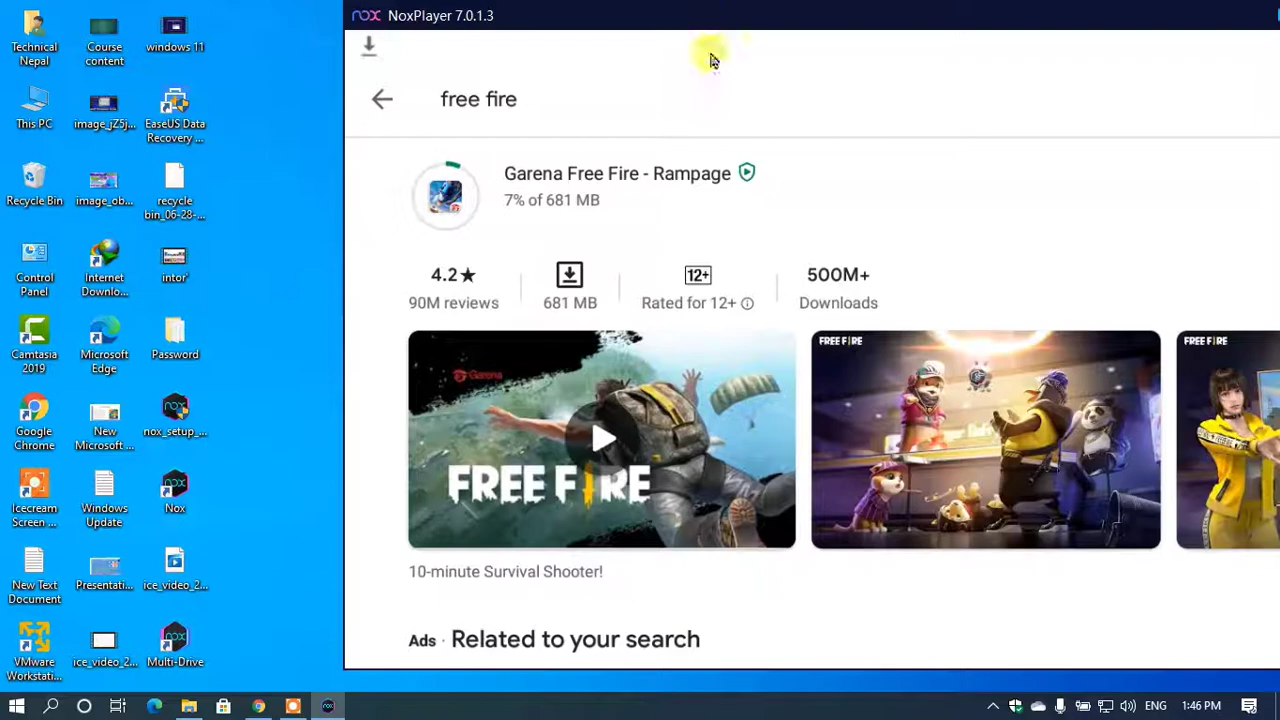 Technical
Nepal
Course
content
windows 11
This PC
image_jZ5j...
EaseUS Data
Recovery ...
Recycle Bin
image_ob...
recycle
bin_06-28-...
Control
Panel
Internet
Downlo...
intor'
Camtasia
2019
Microsoft
Edge
Password
Google
Chrome
New
Microsoft ...
nox_setup_...
Icecream
Screen ...
Windows
Update
Nox
New Text
Document
Presentati...
ice_video_2...
VMware
Workstati...
ice_video_2...
Multi-Drive
nox NoxPlayer 7.0.1.3
free fire
Garena Free Fire - Rampage
7% of 681 MB
4.2★
90M reviews
681 MB
12+
Rated for 12+
500M+
Downloads
Garena
FREE FIRE
FREE FIRE
FREE FIRE
10-minute Survival Shooter!
Ads · Related to your search
ENG
1:46 PM